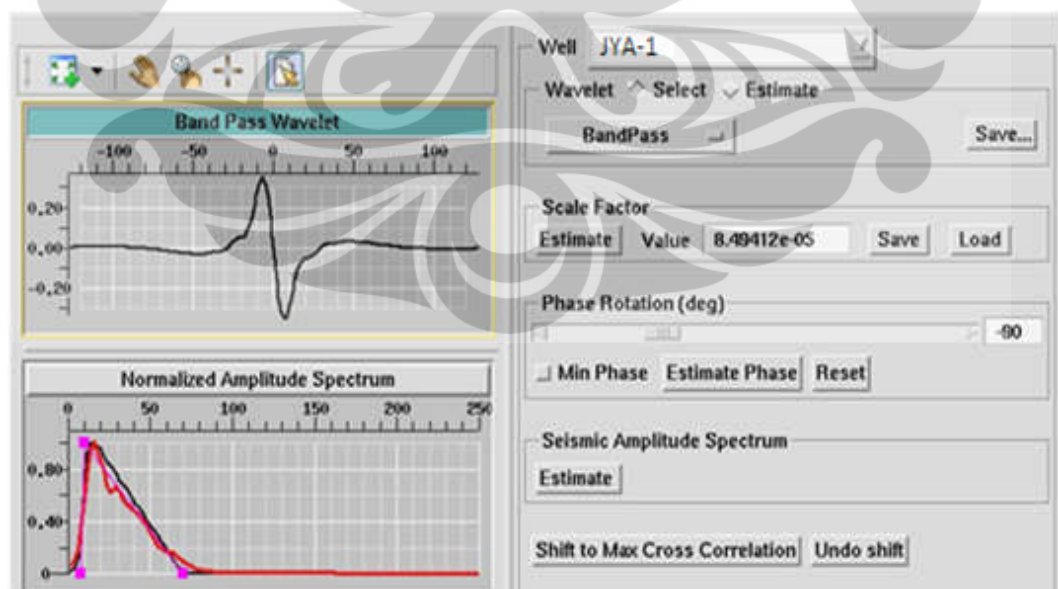 Well JYA-1
Wavelet Select Estimate
BandPass Save...
Scale Factor
Estimate Value 8.49412e-05 Save Load
Phase Rotation (deg)
-90
Min Phase Estimate Phase Reset
Seismic Amplitude Spectrum
Estimate
Shift to Max Cross Correlation Undo shift
Band Pass Wavelet
-100 -50 0 50 100
0.20
0.00
-0.20
Normalized Amplitude Spectrum
0 50 100 150 200 250
0.80
0.40
0